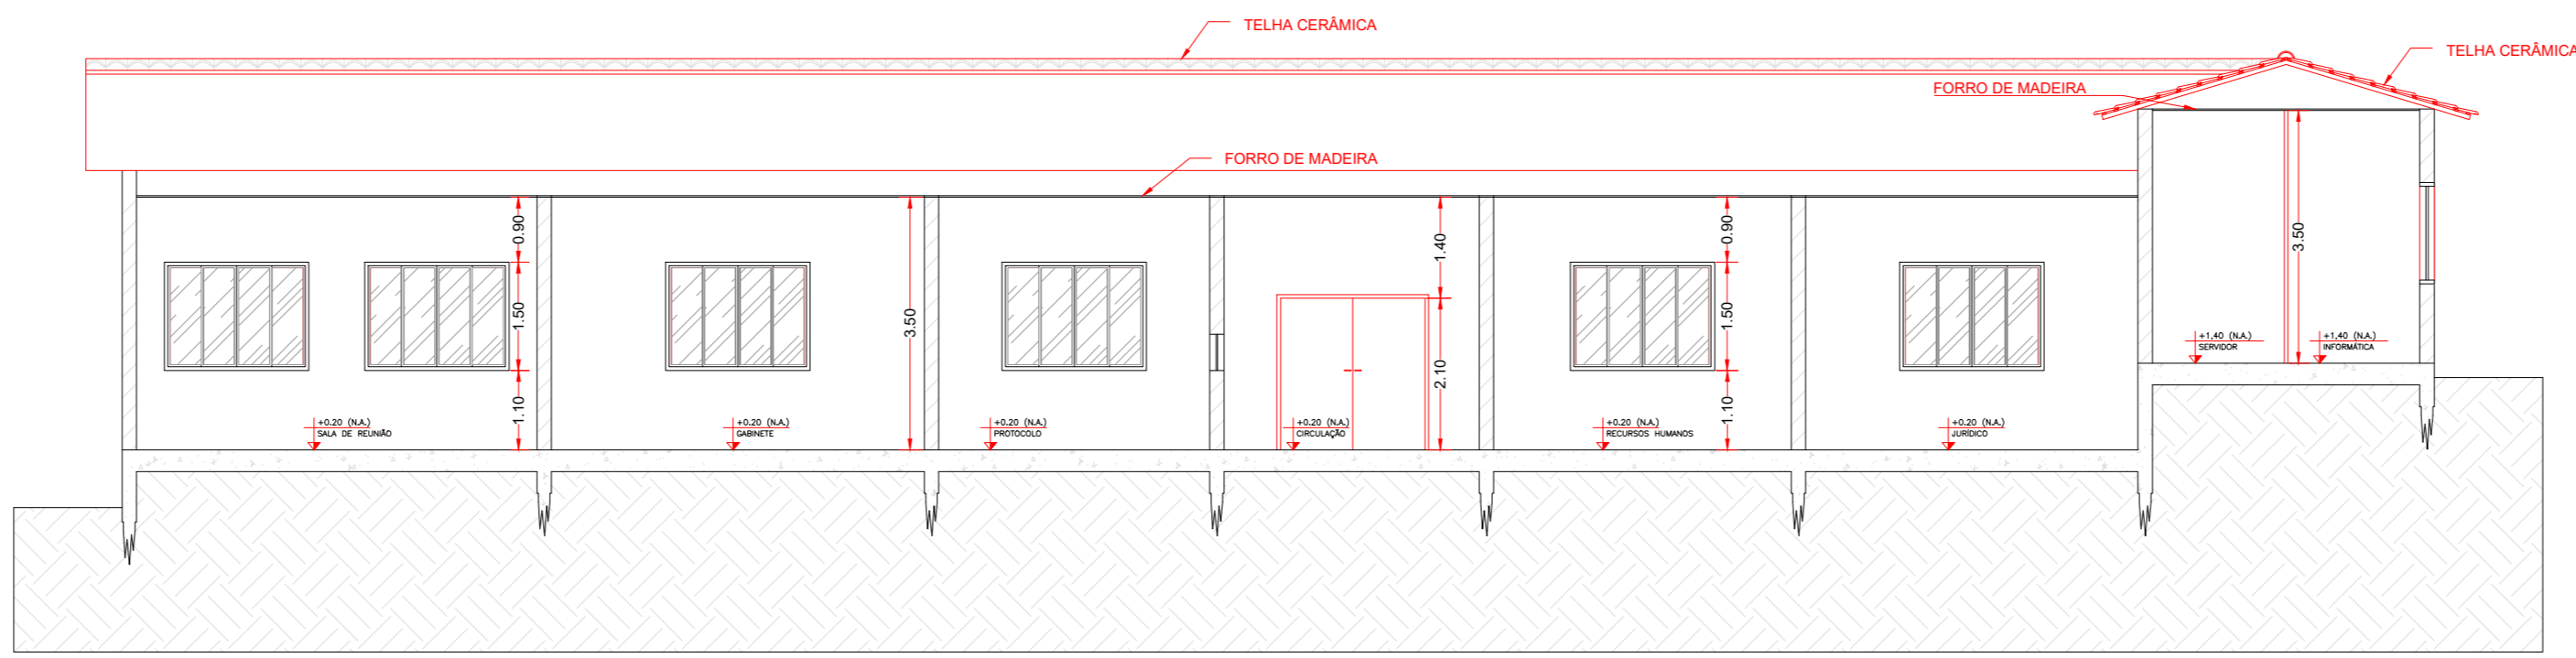 TELHA CERÂMICA
TELHA CERÂMICA
FORRO DE MADEIRA
FORRO DE MADEIRA
0.90
1.50
1.10
3.50
1.40
2.10
0.90
1.50
1.10
3.50
+1,40 (N.A.)
SERVIDOR
+1,40 (N.A.)
INFORMÁTICA
+0.20 (N.A.)
SALA DE REUNIÃO
+0.20 (N.A.)
GABINETE
+0.20 (N.A.)
PROTOCOLO
+0.20 (N.A.)
CIRCULAÇÃO
+0.20 (N.A.)
RECURSOS HUMANOS
+0.20 (N.A.)
JURÍDICO